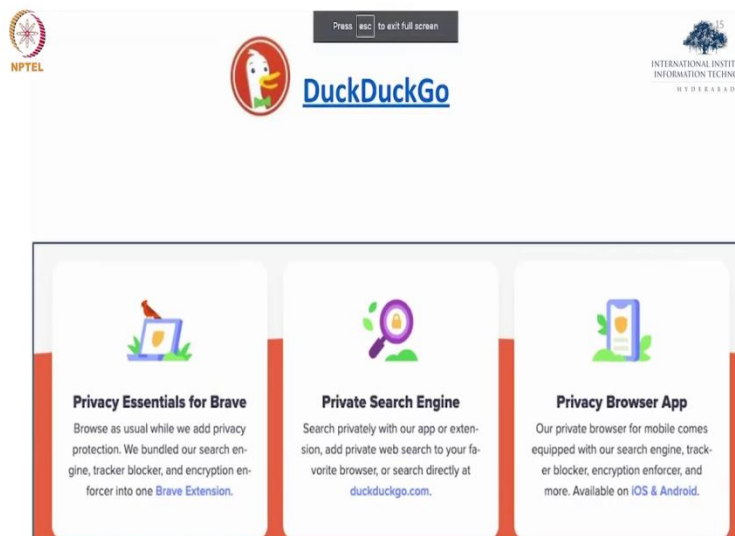 Press esc to exit full screen
15
NPTEL
INTERNATIONAL INSTIT
INFORMATION TECHNO
HYDERABAD
DuckDuckGo
Privacy Essentials for Brave
Browse as usual while we add privacy
protection. We bundled our search en-
gine, tracker blocker, and encryption en-
forcer into one Brave Extension.
Private Search Engine
Search privately with our app or exten-
sion, add private web search to your fa-
vorite browser, or search directly at
duckduckgo.com.
Privacy Browser App
Our private browser for mobile comes
equipped with our search engine, track-
er blocker, encryption enforcer, and
more. Available on iOS & Android.